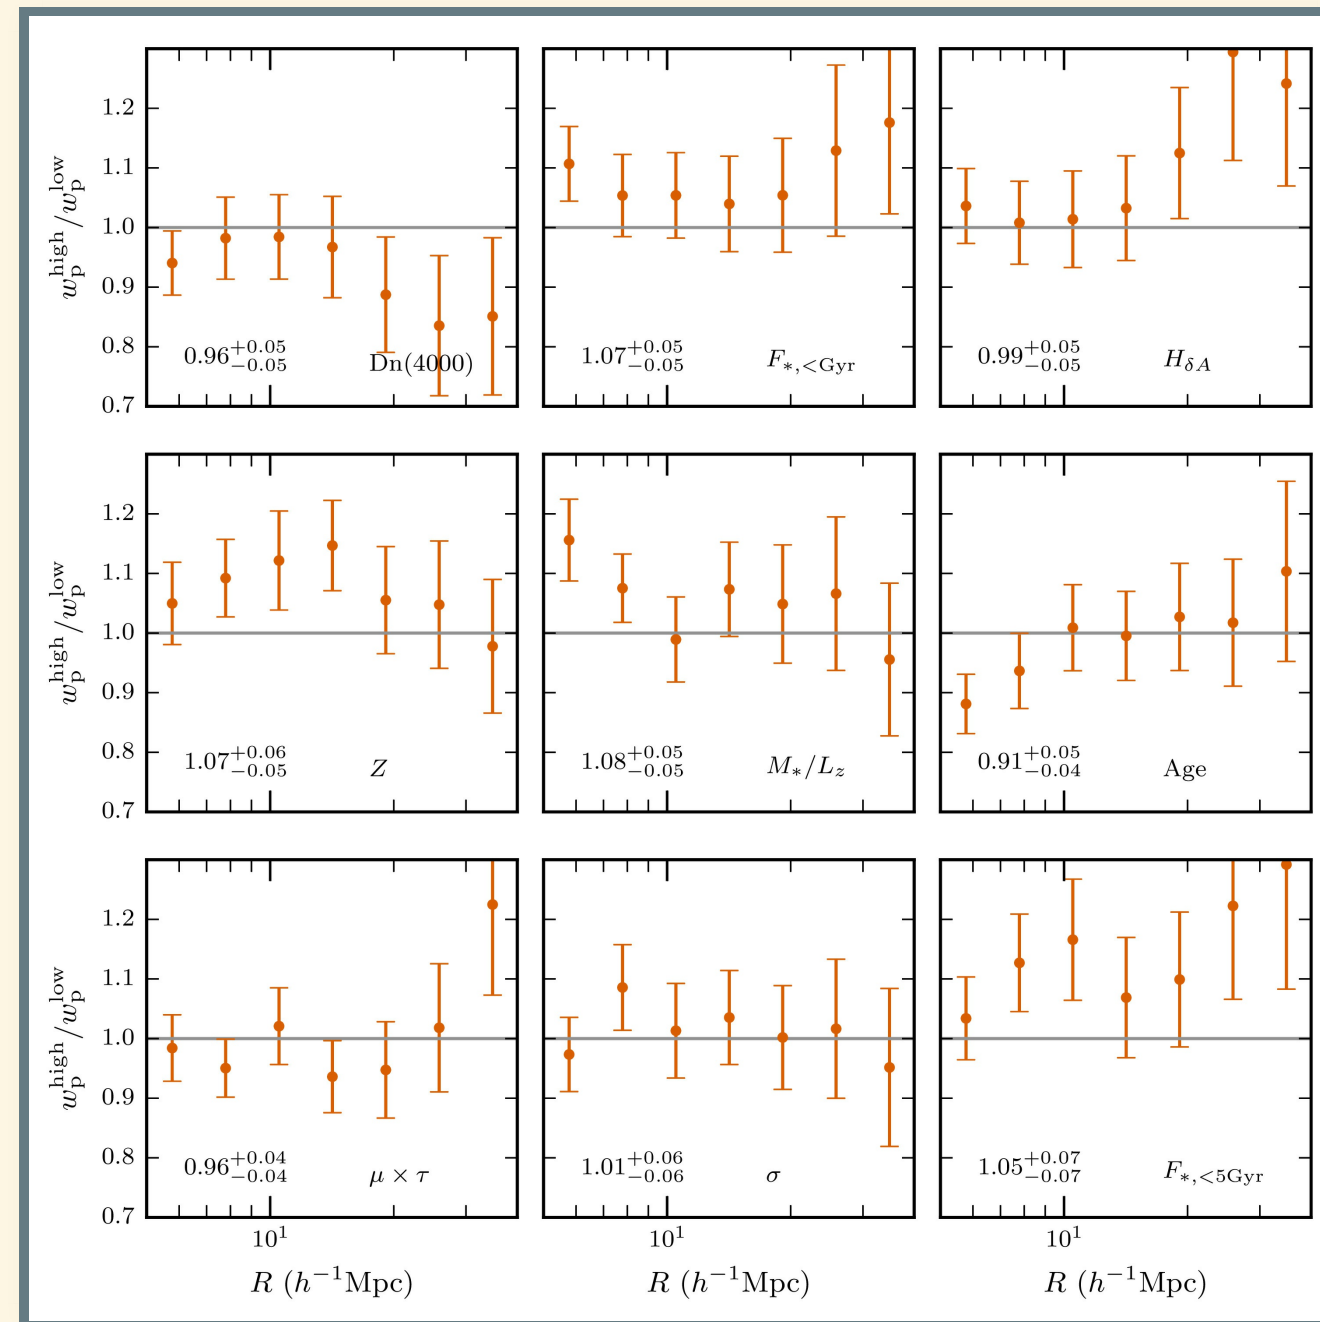 w_p^high/w_p^low
1.2
1.1
1.0
0.9
0.8
0.7
0.96^{+0.05}_{−0.05} Dn(4000)
1.07^{+0.05}_{−0.05} F_{∗,<Gyr}
0.99^{+0.05}_{−0.05} H_{δA}
w_p^high/w_p^low
1.2
1.1
1.0
0.9
0.8
0.7
1.07^{+0.06}_{−0.05} Z
1.08^{+0.05}_{−0.05} M_∗/L_z
0.91^{+0.05}_{−0.04} Age
w_p^high/w_p^low
1.2
1.1
1.0
0.9
0.8
0.7
0.96^{+0.04}_{−0.04} μ × τ
1.01^{+0.06}_{−0.06} σ
1.05^{+0.07}_{−0.07} F_{∗,<5Gyr}
10^1 10^1 10^1
R (h^{−1}Mpc) R (h^{−1}Mpc) R (h^{−1}Mpc)